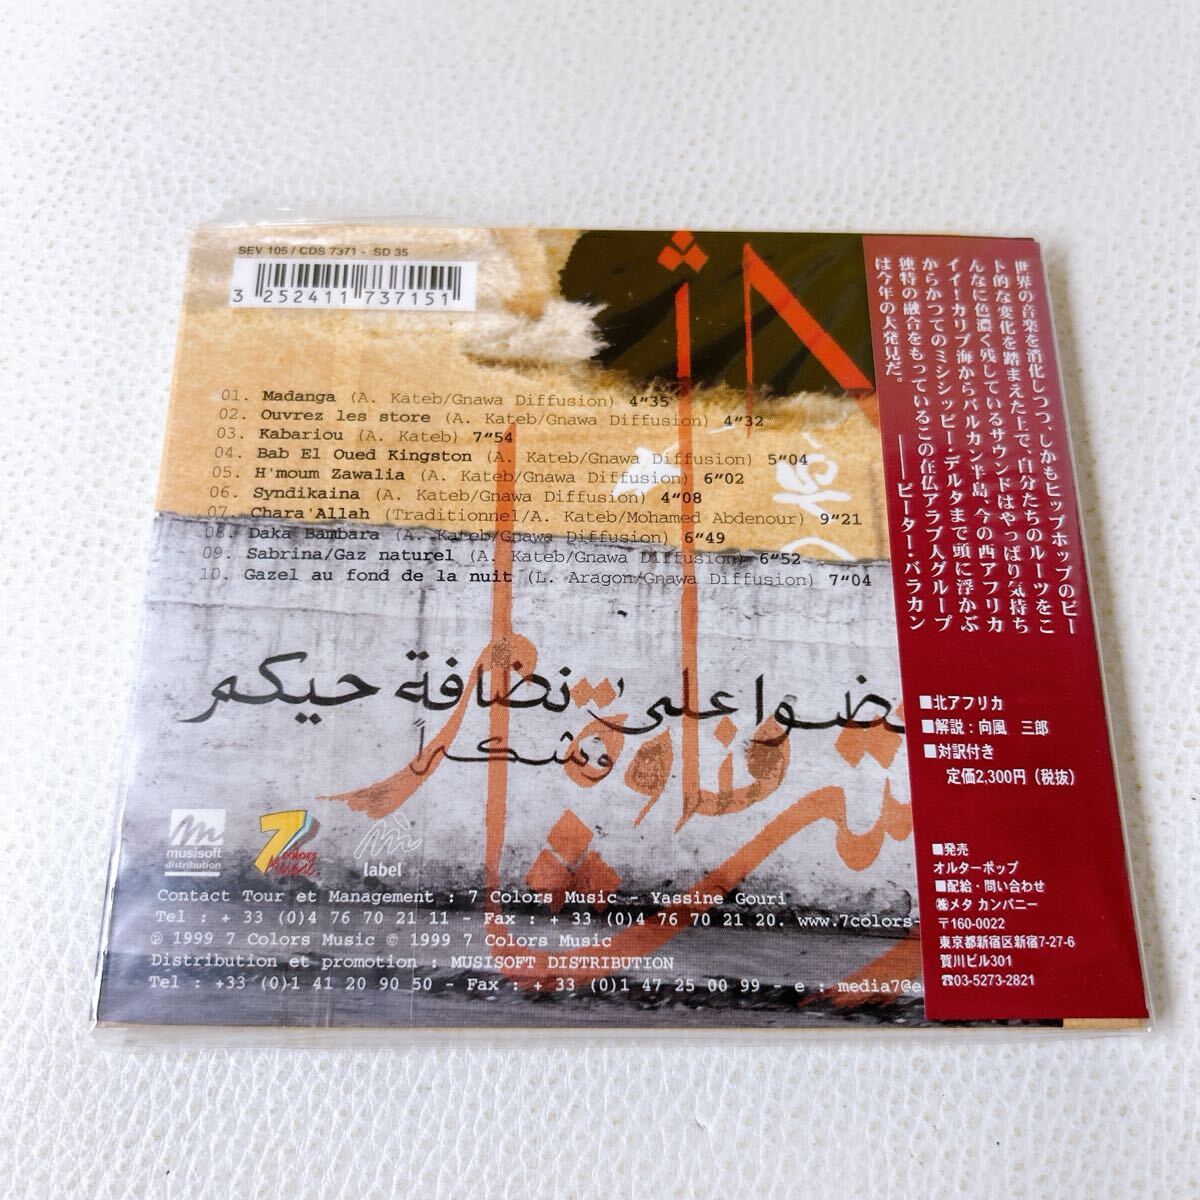 SEV 105 / CDS 7371 - SD 35
3 252411 737151
01. Madanga (A. Kateb/Gnawa Diffusion) 4"35
02. Ouvrez les store (A. Kateb/Gnawa Diffusion) 4"32
03. Kabariou (A. Kateb) 7"54
04. Bab El Oued Kingston (A. Kateb/Gnawa Diffusion) 5"04
05. H'moum Zawalia (A. Kateb/Gnawa Diffusion) 6"02
06. Syndikaina (A. Kateb/Gnawa Diffusion) 4"08
07. Chara'Allah (Traditionnel/A. Kateb/Mohamed Abdenour) 9"21
08. Daka Bambara (A. Kateb/Gnawa Diffusion) 6"49
09. Sabrina/Gaz naturel (A. Kateb/Gnawa Diffusion) 6"52
10. Gazel au fond de la nuit (L. Aragon/Gnawa Diffusion) 7"04
على نضافة حيكم
وشكراً
musisoft
distribution
7
colors
music
label
Contact Tour et Management : 7 Colors Music - Yassine Gouri
Tel : + 33 (0)4 76 70 21 11 - Fax : + 33 (0)4 76 70 21 20. www.7colors-
℗ 1999 7 Colors Music © 1999 7 Colors Music
Distribution et promotion : MUSISOFT DISTRIBUTION
Tel : +33 (0)1 41 20 90 50 - Fax : + 33 (0)1 47 25 00 99 - e : media7@e
世界の音楽を消化しつつ、しかもヒップホップのビー
ト的な変化を踏まえた上で、自分たちのルーツをこ
んなに色濃く残しているサウンドはやっぱり気持ち
イイ!カリブ海からバルカン半島、今の西アフリカ
からかつてのミシシッピー・デルタまで頭に浮かぶ
独特の融合をもっているこの在仏アラブ人グループ
は今年の大発見だ。
――ピーター・バラカン
■北アフリカ
■解説：向風 三郎
■対訳付き
定価2,300円（税抜）
■発売
オルターポップ
■配給・問い合わせ
㈱メタ カンパニー
〒160-0022
東京都新宿区新宿7-27-6
賀川ビル301
☎03-5273-2821